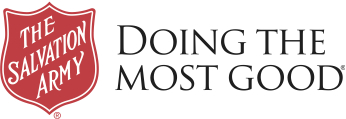 THE
SALVATION
ARMY
®
DOING THE
MOST GOOD®